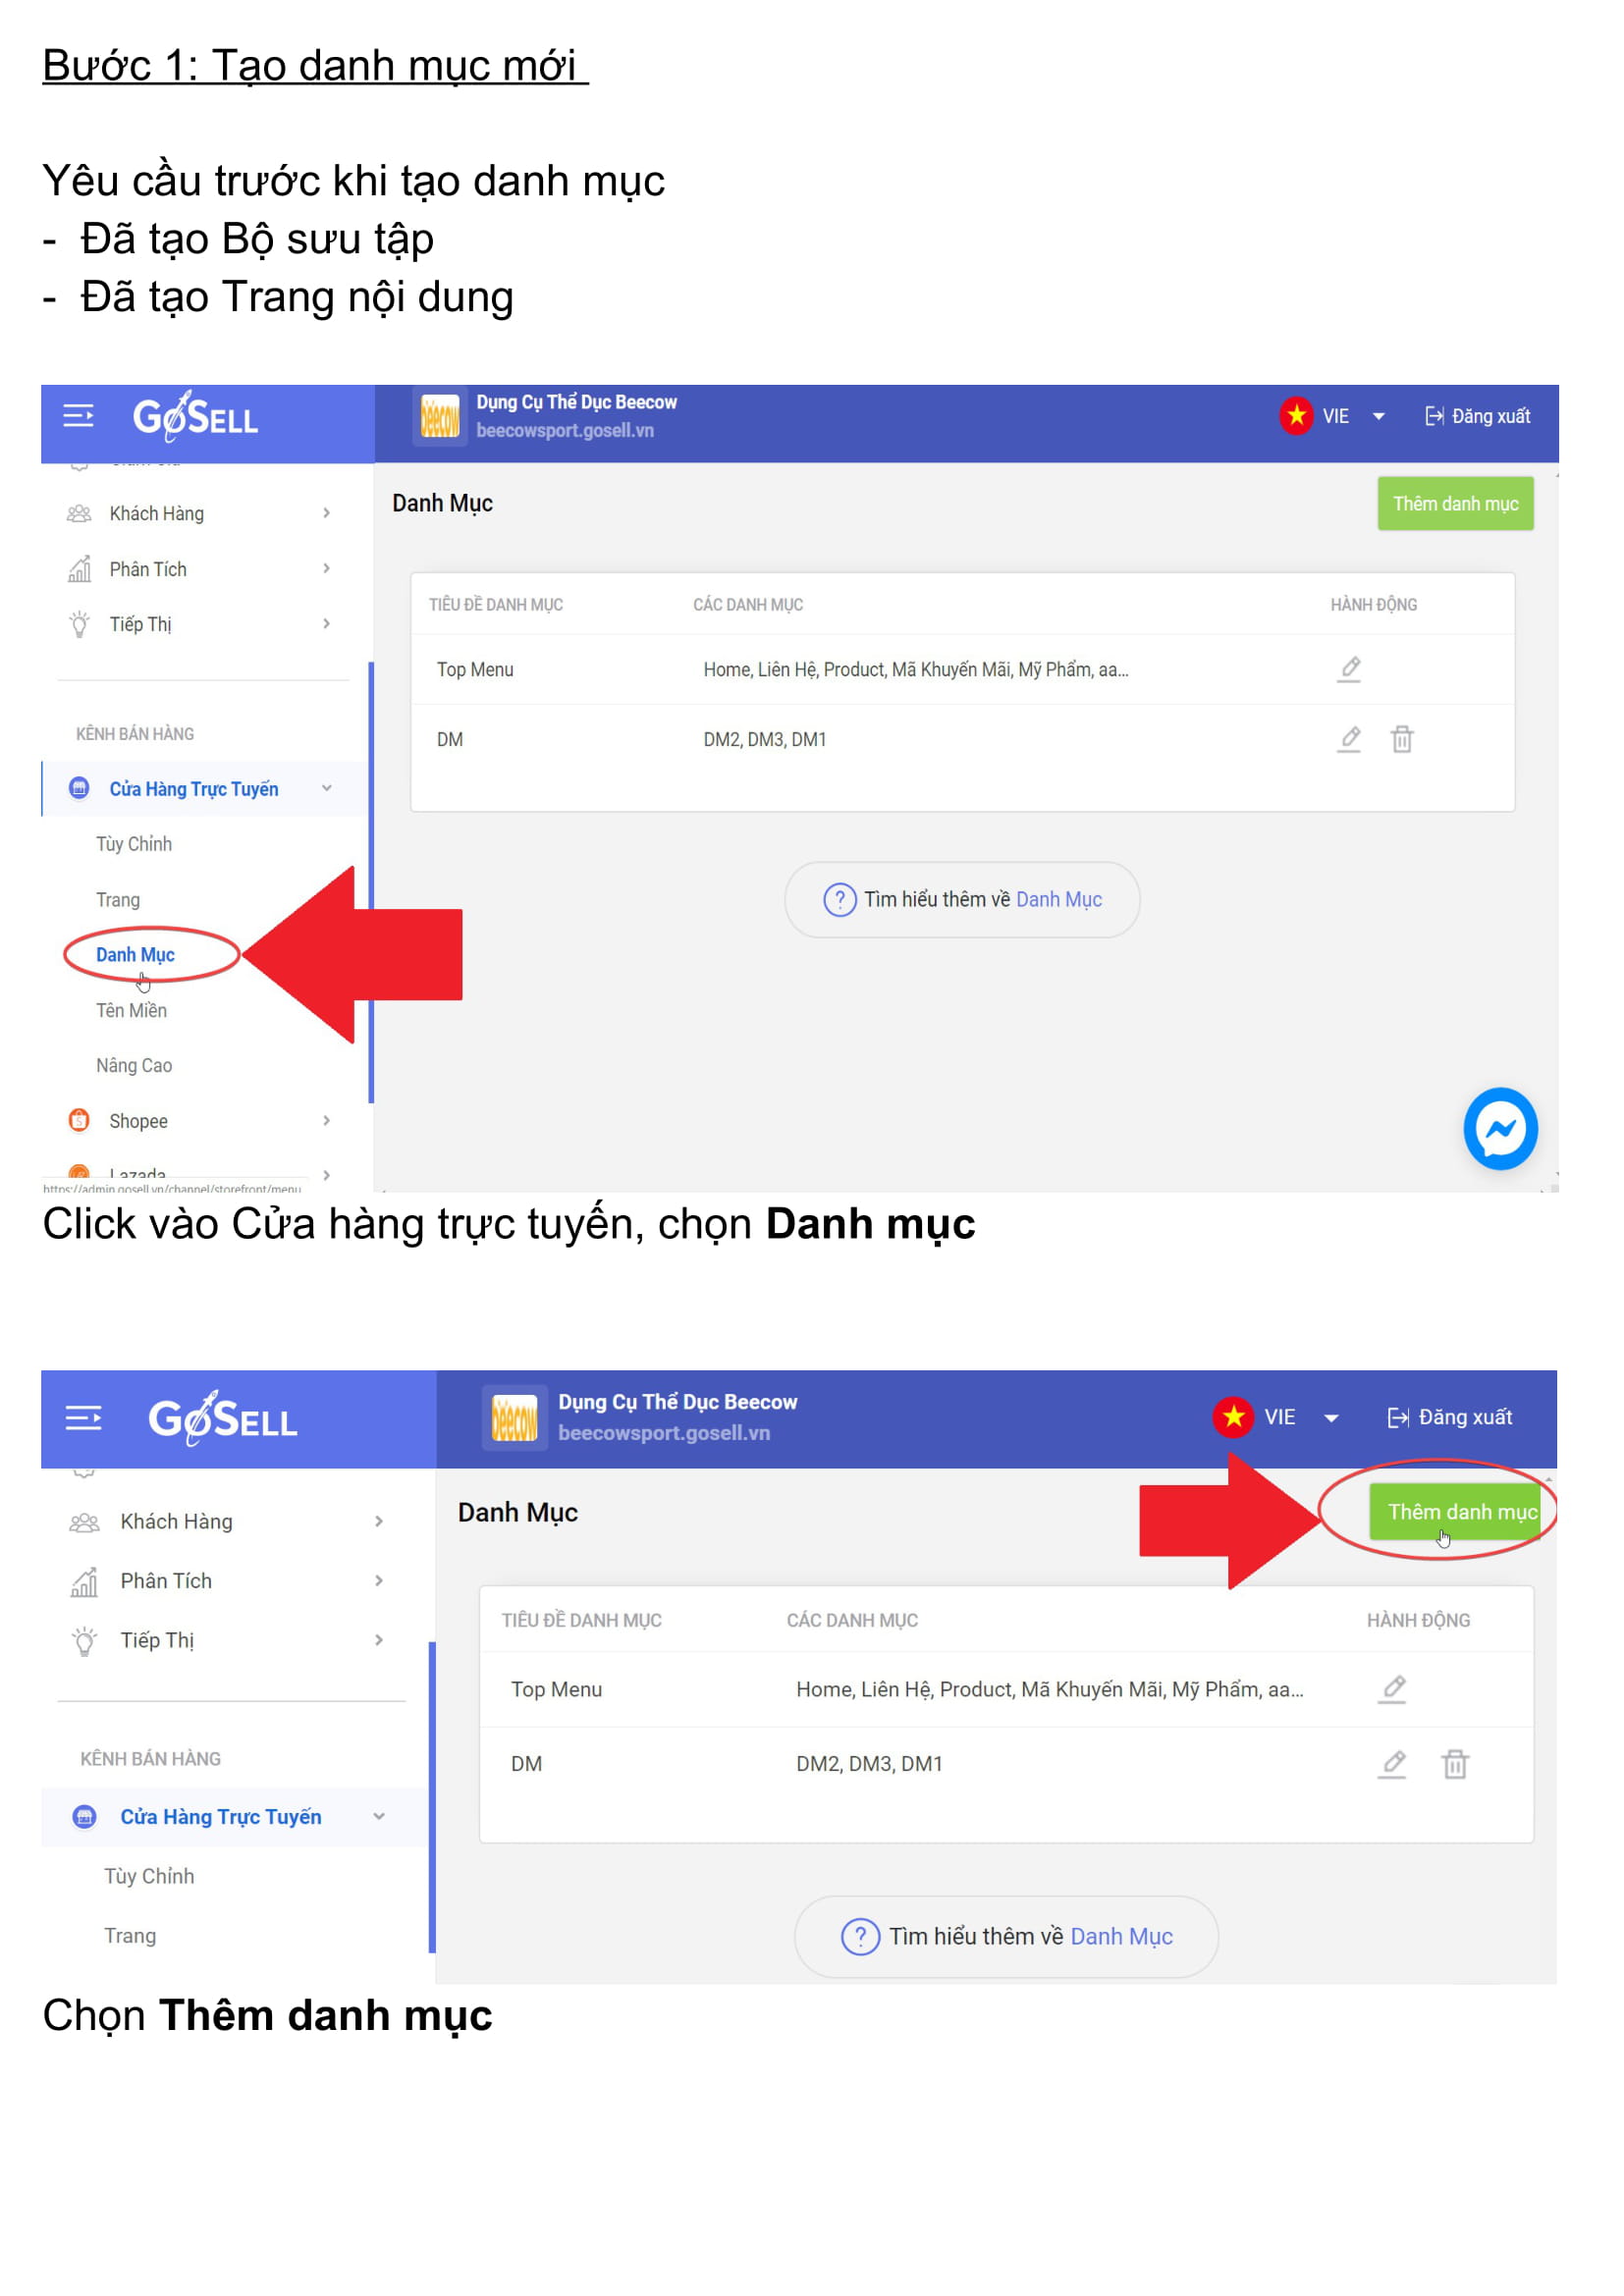 Bước 1: Tạo danh mục mới
Yêu cầu trước khi tạo danh mục
- Đã tạo Bộ sưu tập
- Đã tạo Trang nội dung
GoSELL
Dụng Cụ Thể Dục Beecow
beecow
beecowsport.gosell.vn
VIE
Đăng xuất
Khách Hàng
Phân Tích
Tiếp Thị
KÊNH BÁN HÀNG
Cửa Hàng Trực Tuyến
Tùy Chỉnh
Trang
Danh Mục
Tên Miền
Nâng Cao
Shopee
Lazada
https://admin.gosell.vn/channel/storefront/menu
Danh Mục
Thêm danh mục
TIÊU ĐỀ DANH MỤC CÁC DANH MỤC HÀNH ĐỘNG
Top Menu Home, Liên Hệ, Product, Mã Khuyến Mãi, Mỹ Phẩm, aa...
DM DM2, DM3, DM1
? Tìm hiểu thêm về Danh Mục
Click vào Cửa hàng trực tuyến, chọn Danh mục
GoSELL
Dụng Cụ Thể Dục Beecow
beecow
beecowsport.gosell.vn
VIE
Đăng xuất
Khách Hàng
Phân Tích
Tiếp Thị
KÊNH BÁN HÀNG
Cửa Hàng Trực Tuyến
Tùy Chỉnh
Trang
Danh Mục
Thêm danh mục
TIÊU ĐỀ DANH MỤC CÁC DANH MỤC HÀNH ĐỘNG
Top Menu Home, Liên Hệ, Product, Mã Khuyến Mãi, Mỹ Phẩm, aa...
DM DM2, DM3, DM1
? Tìm hiểu thêm về Danh Mục
Chọn Thêm danh mục